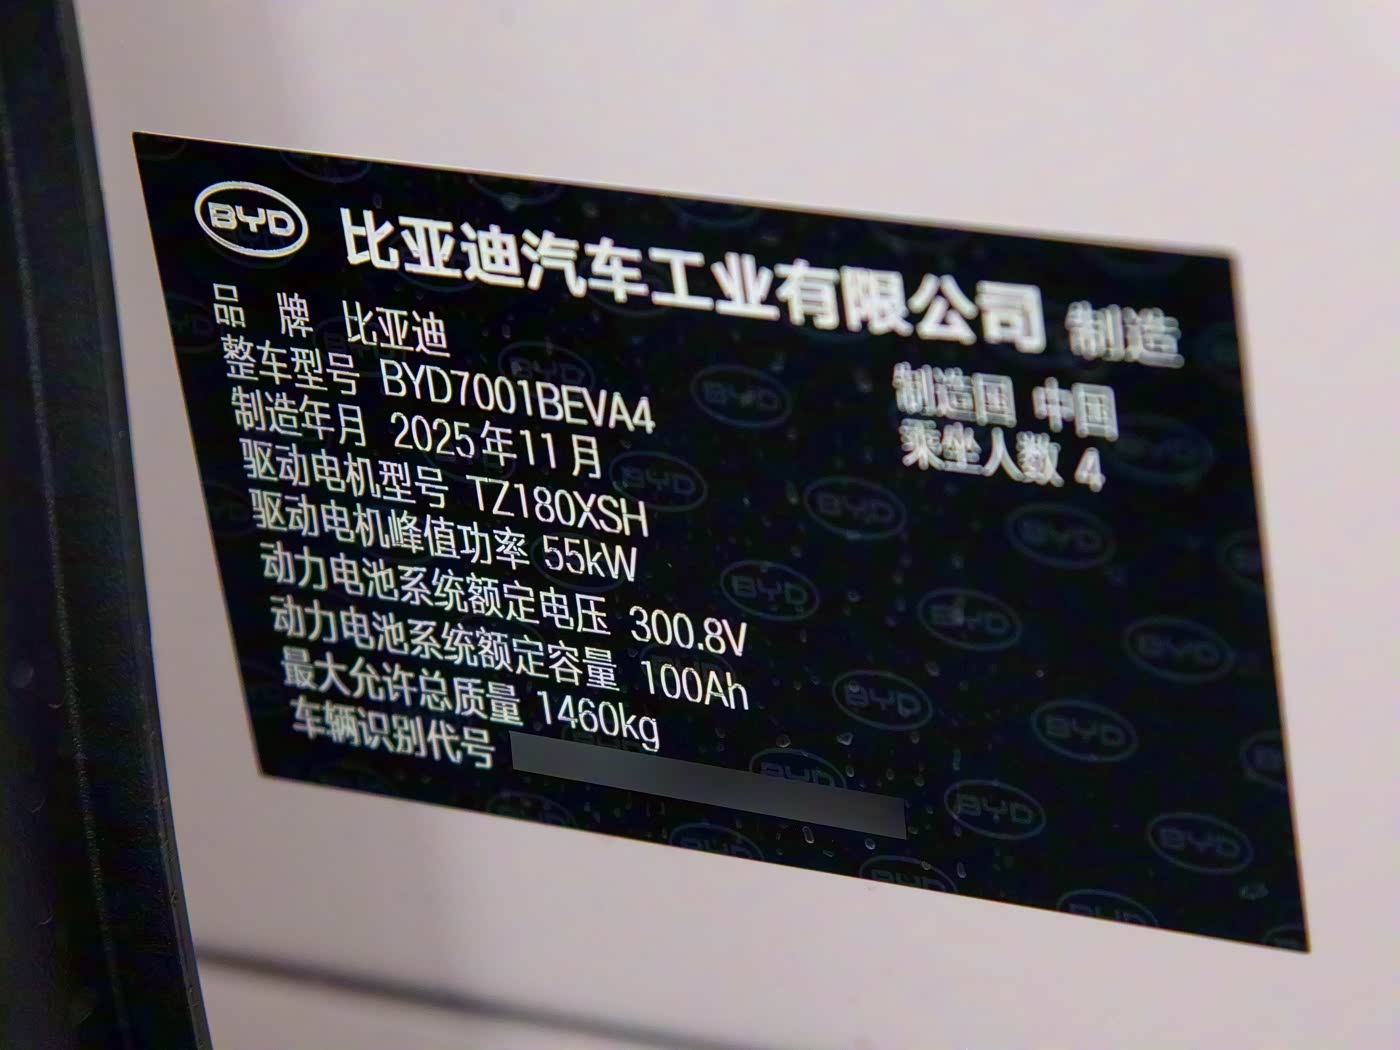 BYD 比亚迪汽车工业有限公司 制造
品 牌 比亚迪
制造国 中国
整车型号 BYD7001BEVA4
乘坐人数 4
制造年月 2025年11月
驱动电机型号 TZ180XSH
驱动电机峰值功率 55kW
动力电池系统额定电压 300.8V
动力电池系统额定容量 100Ah
最大允许总质量 1460kg
车辆识别代号